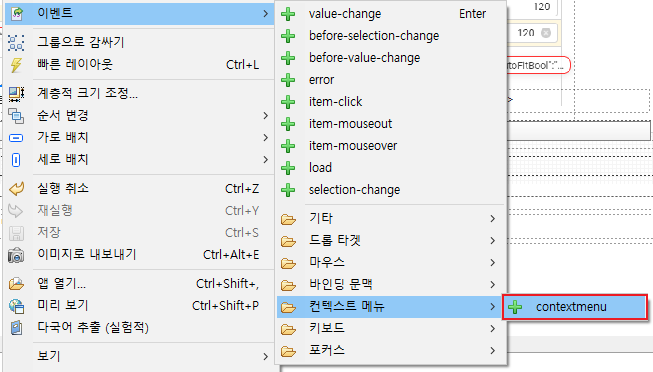 이벤트
그룹으로 감싸기
빠른 레이아웃 Ctrl+L
계층적 크기 조정...
순서 변경
가로 배치
세로 배치
실행 취소 Ctrl+Z
재실행 Ctrl+Y
저장 Ctrl+S
이미지로 내보내기 Ctrl+Alt+E
앱 열기... Ctrl+Shift+,
미리 보기 Ctrl+Shift+P
다국어 추출 (실험적)
보기
value-change Enter
before-selection-change
before-value-change
error
item-click
item-mouseout
item-mouseover
load
selection-change
기타
드롭 타겟
마우스
바인딩 문맥
컨텍스트 메뉴
키보드
포커스
contextmenu
120
120
utoFitBool":"...